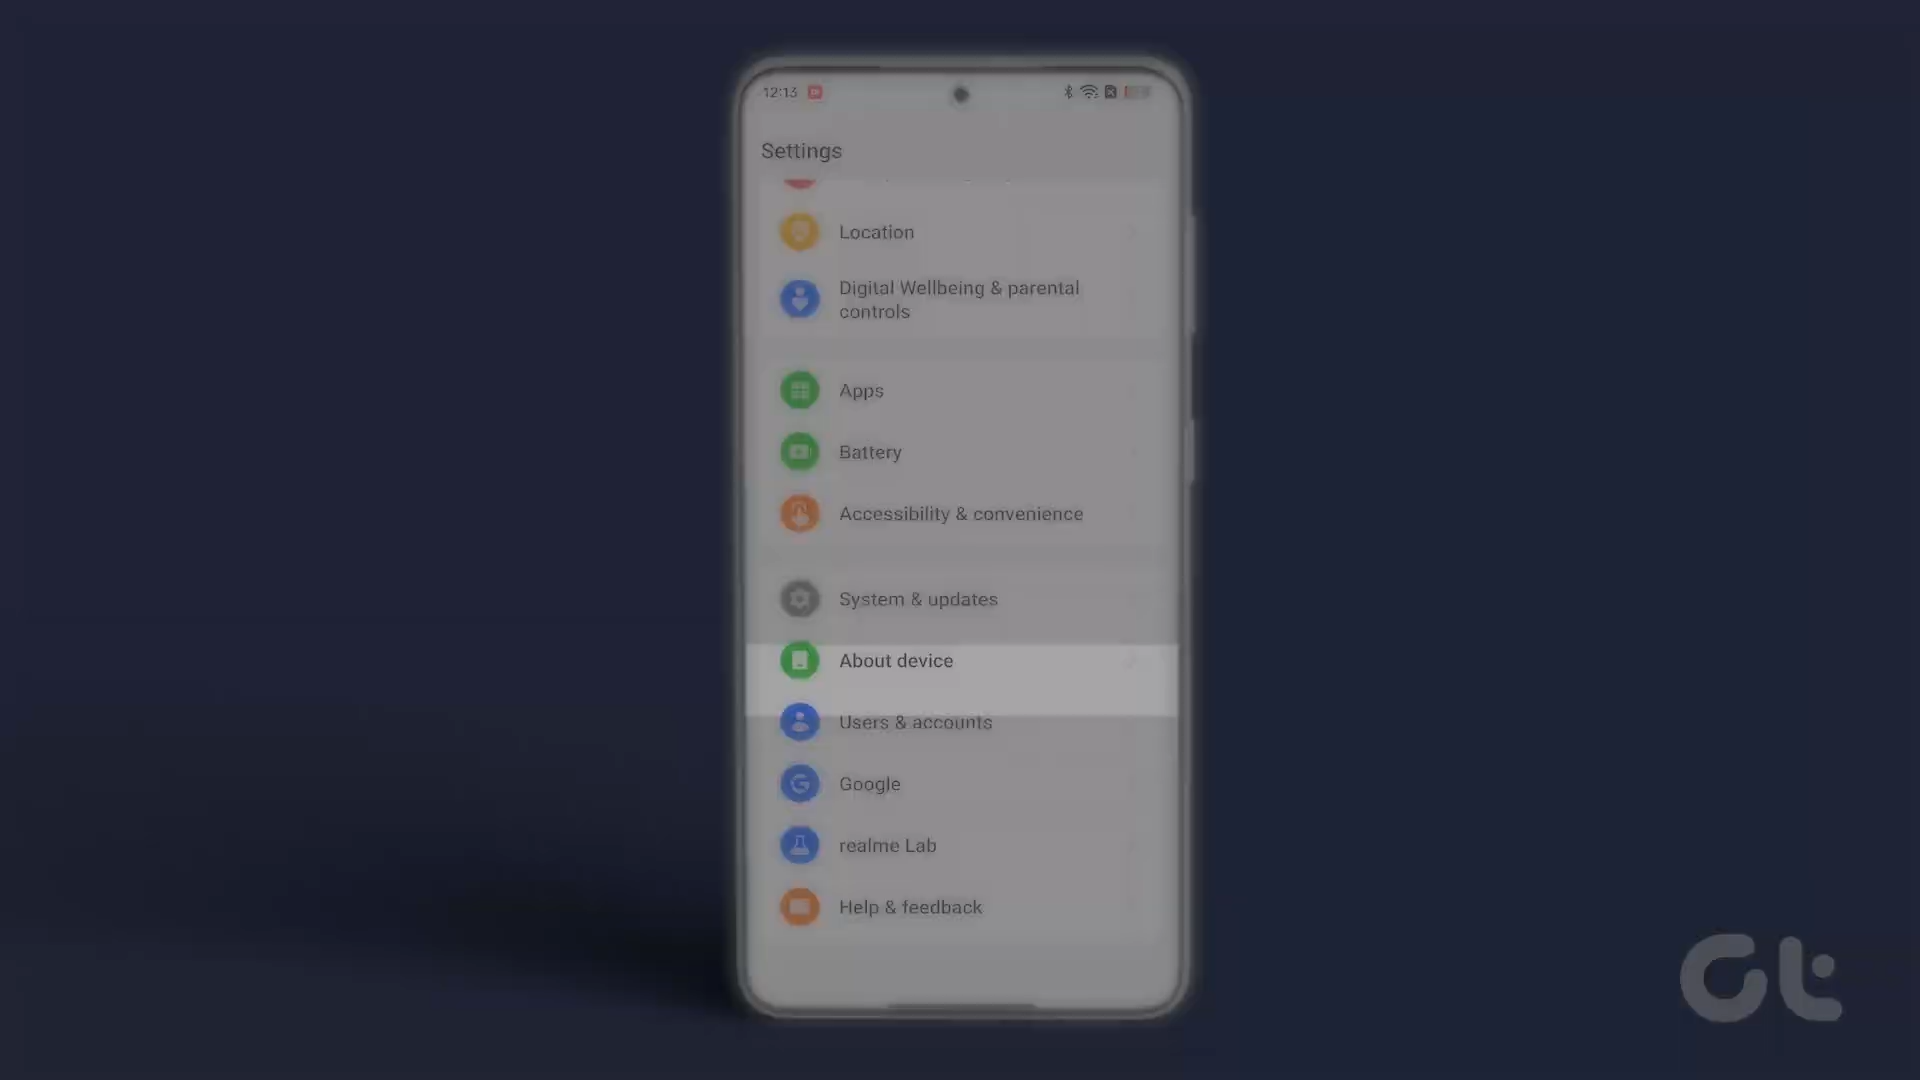 12:13
Settings
Location
Digital Wellbeing & parental
controls
Apps
Battery
Accessibility & convenience
System & updates
About device
Users & accounts
Google
realme Lab
Help & feedback
Gt